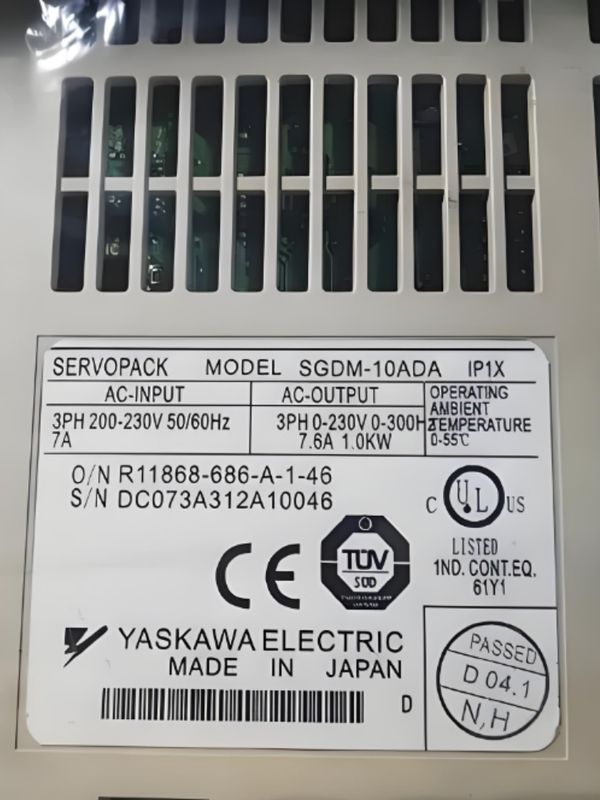 SERVOPACK MODEL SGDM-10ADA IP1X
AC-INPUT
3PH 200-230V 50/60Hz
7A
AC-OUTPUT
3PH 0-230V 0-300Hz
7.6A 1.0KW
OPERATING
AMBIENT
TEMPERATURE
0-55℃
O/N R11868-686-A-1-46
S/N DC073A312A10046
CE
TÜV
SÜD
C UL US
LISTED
1ND. CONT.EQ.
61Y1
YASKAWA ELECTRIC
MADE IN JAPAN
D
PASSED
D 04.1
N,H